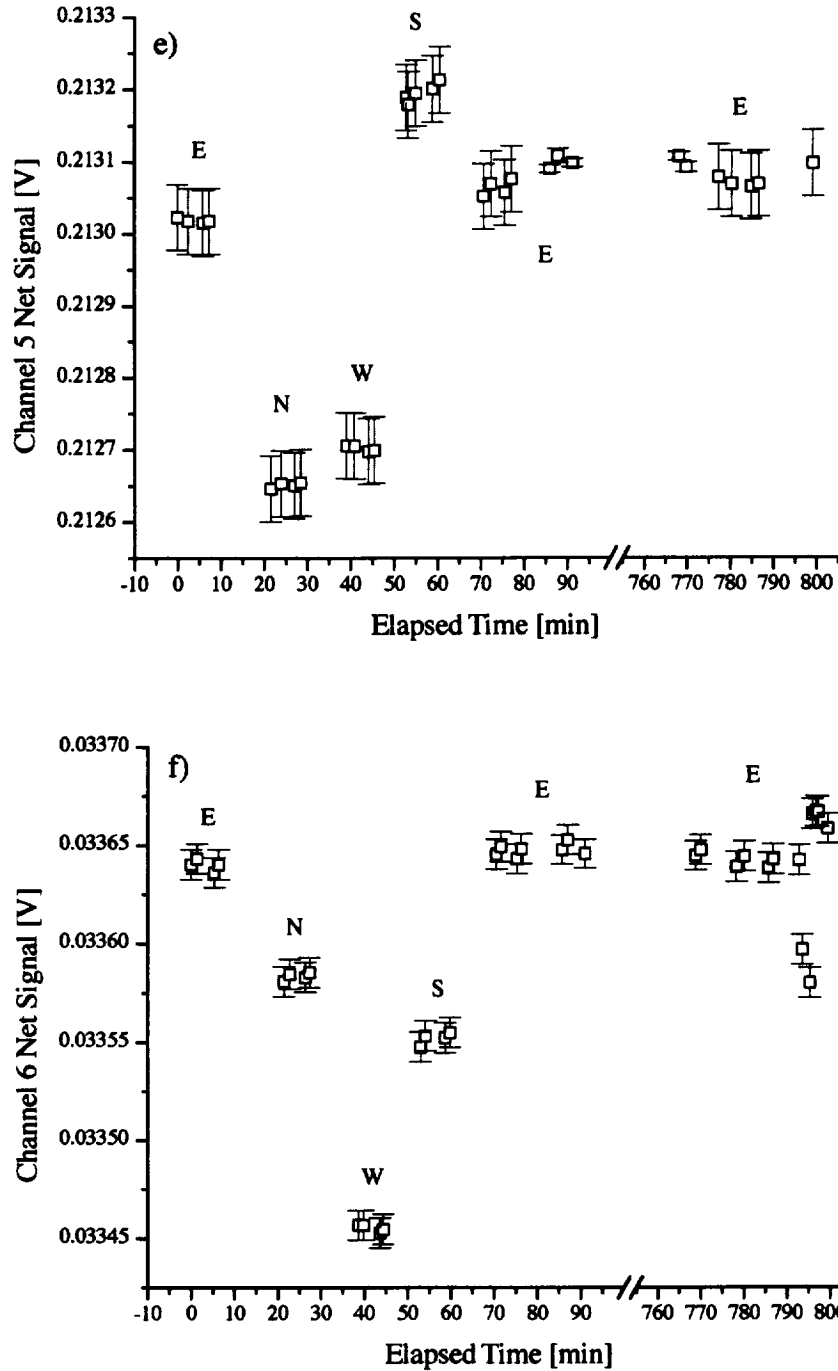 e)
Channel 5 Net Signal [V]
0.2133
0.2132
0.2131
0.2130
0.2129
0.2128
0.2127
0.2126
E
N
W
S
E
E
-10 0 10 20 30 40 50 60 70 80 90 760 770 780 790 800
Elapsed Time [min]
f)
Channel 6 Net Signal [V]
0.03370
0.03365
0.03360
0.03355
0.03350
0.03345
E
N
W
S
E
E
-10 0 10 20 30 40 50 60 70 80 90 760 770 780 790 800
Elapsed Time [min]